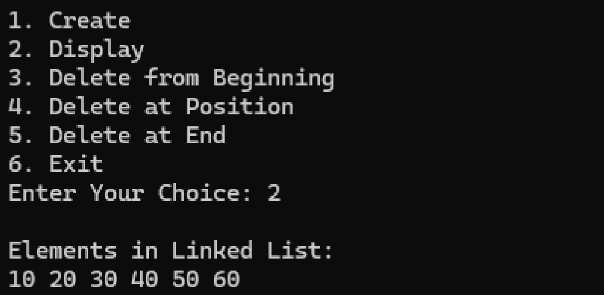 1. Create
2. Display
3. Delete from Beginning
4. Delete at Position
5. Delete at End
6. Exit
Enter Your Choice: 2
Elements in Linked List:
10 20 30 40 50 60